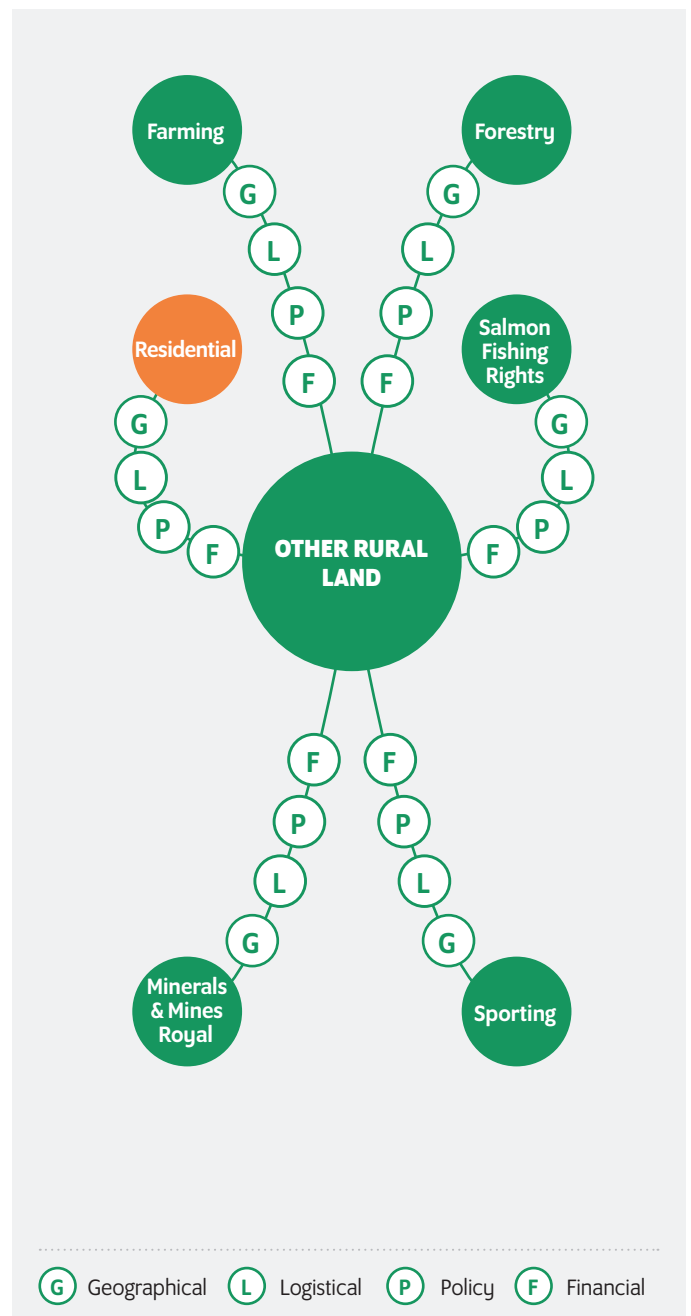 Farming
Forestry
G
G
L
L
P
P
F
F
Residential
Salmon
Fishing
Rights
G
G
L
L
P
P
F
F
OTHER RURAL
LAND
F
F
P
P
L
L
G
G
Minerals
& Mines
Royal
Sporting
G Geographical L Logistical P Policy F Financial